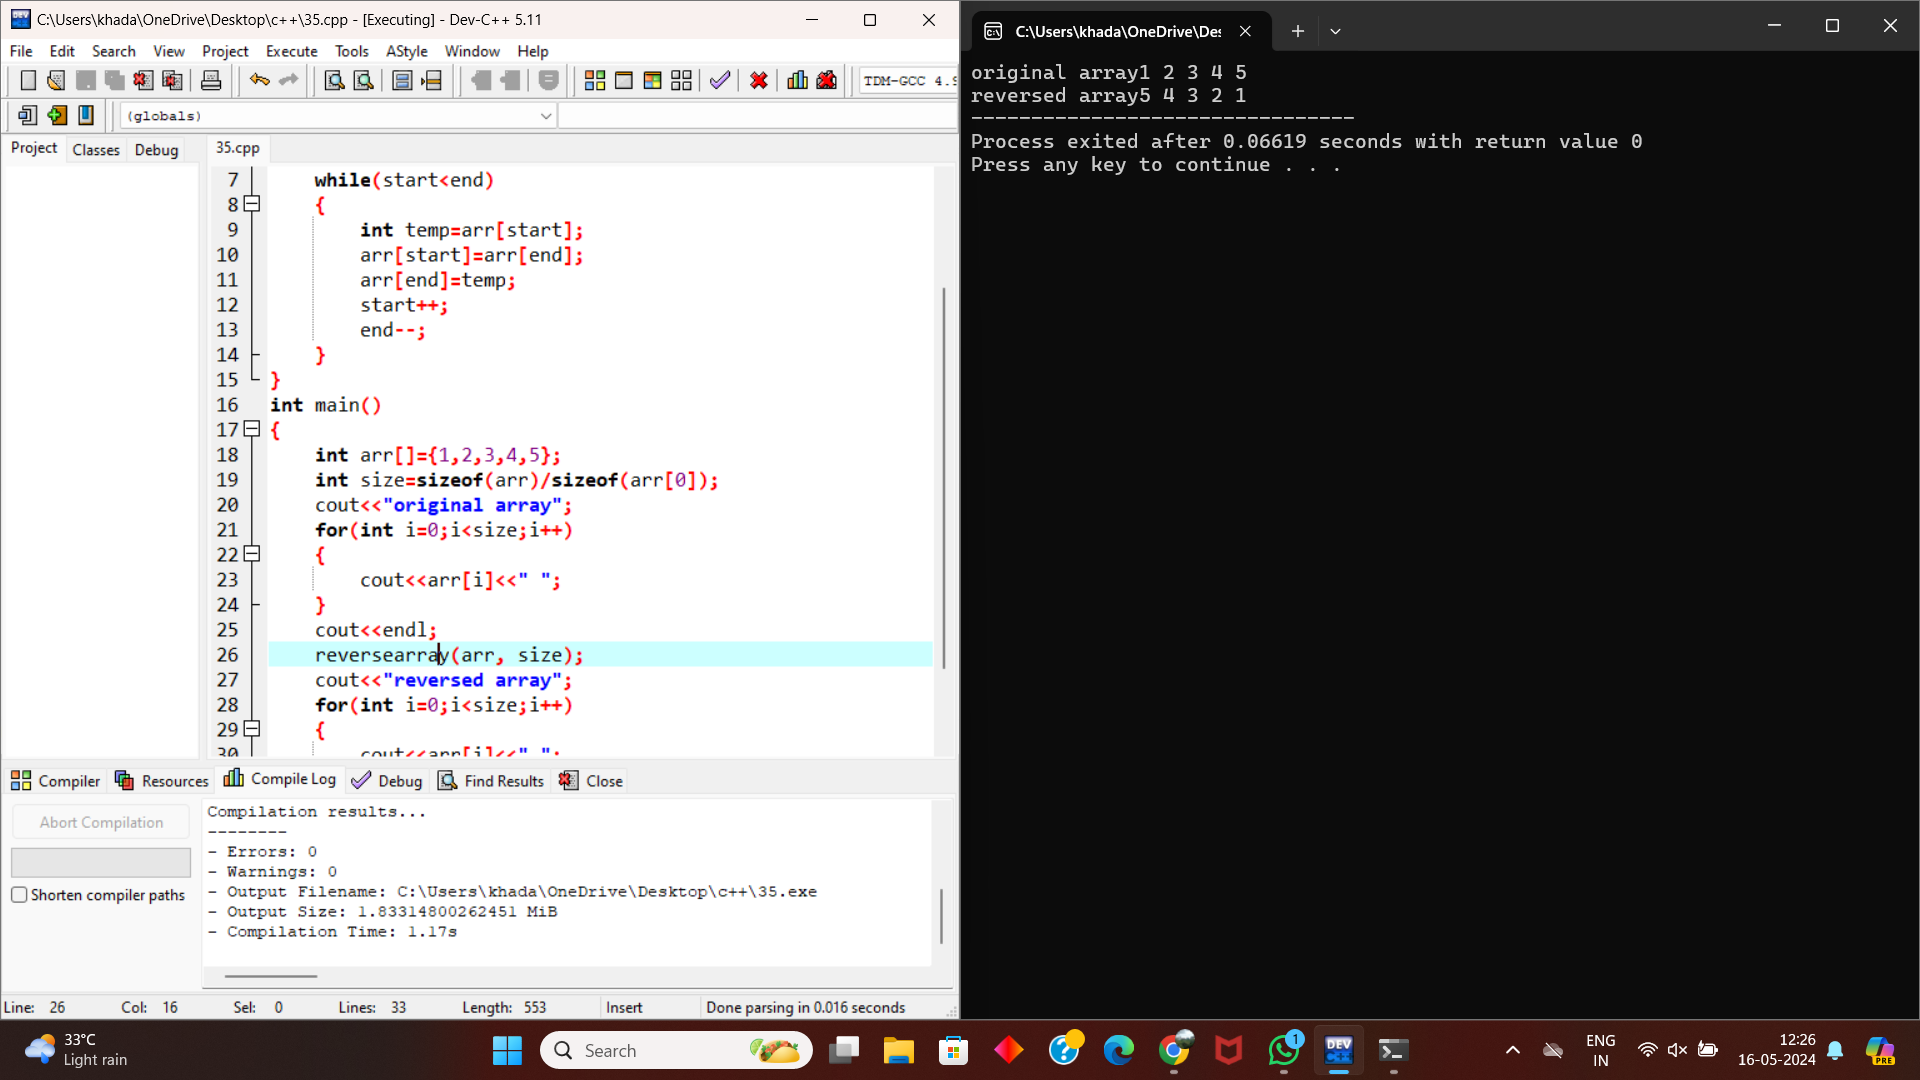 C:\Users\khada\OneDrive\Desktop\c++\35.cpp - [Executing] - Dev-C++ 5.11
File Edit Search View Project Execute Tools AStyle Window Help
TDM-GCC 4.9
(globals)
Project Classes Debug
35.cpp
7 while(start<end)
8 {
9 int temp=arr[start];
10 arr[start]=arr[end];
11 arr[end]=temp;
12 start++;
13 end--;
14 }
15 }
16 int main()
17 {
18 int arr[]={1,2,3,4,5};
19 int size=sizeof(arr)/sizeof(arr[0]);
20 cout<<"original array";
21 for(int i=0;i<size;i++)
22 {
23 cout<<arr[i]<<" ";
24 }
25 cout<<endl;
26 reversearray(arr, size);
27 cout<<"reversed array";
28 for(int i=0;i<size;i++)
29 {
30 cout<<arr[i]<<" ";
Compiler Resources Compile Log Debug Find Results Close
Abort Compilation
Shorten compiler paths
Compilation results...
--------
- Errors: 0
- Warnings: 0
- Output Filename: C:\Users\khada\OneDrive\Desktop\c++\35.exe
- Output Size: 1.83314800262451 MiB
- Compilation Time: 1.17s
Line: 26 Col: 16 Sel: 0 Lines: 33 Length: 553 Insert Done parsing in 0.016 seconds
C:\Users\khada\OneDrive\Des
original array1 2 3 4 5
reversed array5 4 3 2 1
--------------------------------
Process exited after 0.06619 seconds with return value 0
Press any key to continue . . .
33°C
Light rain
Search
1
DEV
C++
ENG
IN
12:26
16-05-2024
PRE